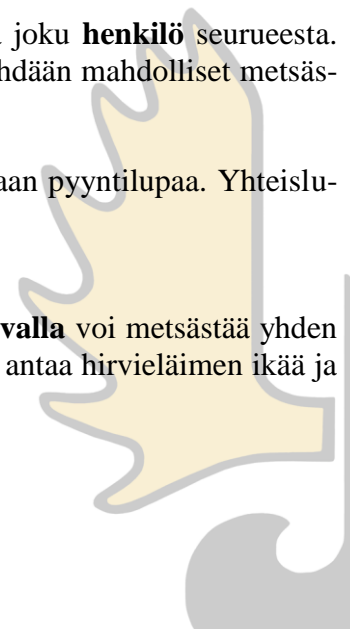 joku henkilö seurueesta.
hdään mahdolliset metsäs-
aan pyyntilupaa. Yhteislu-
valla voi metsästää yhden
antaa hirvieläimen ikää ja